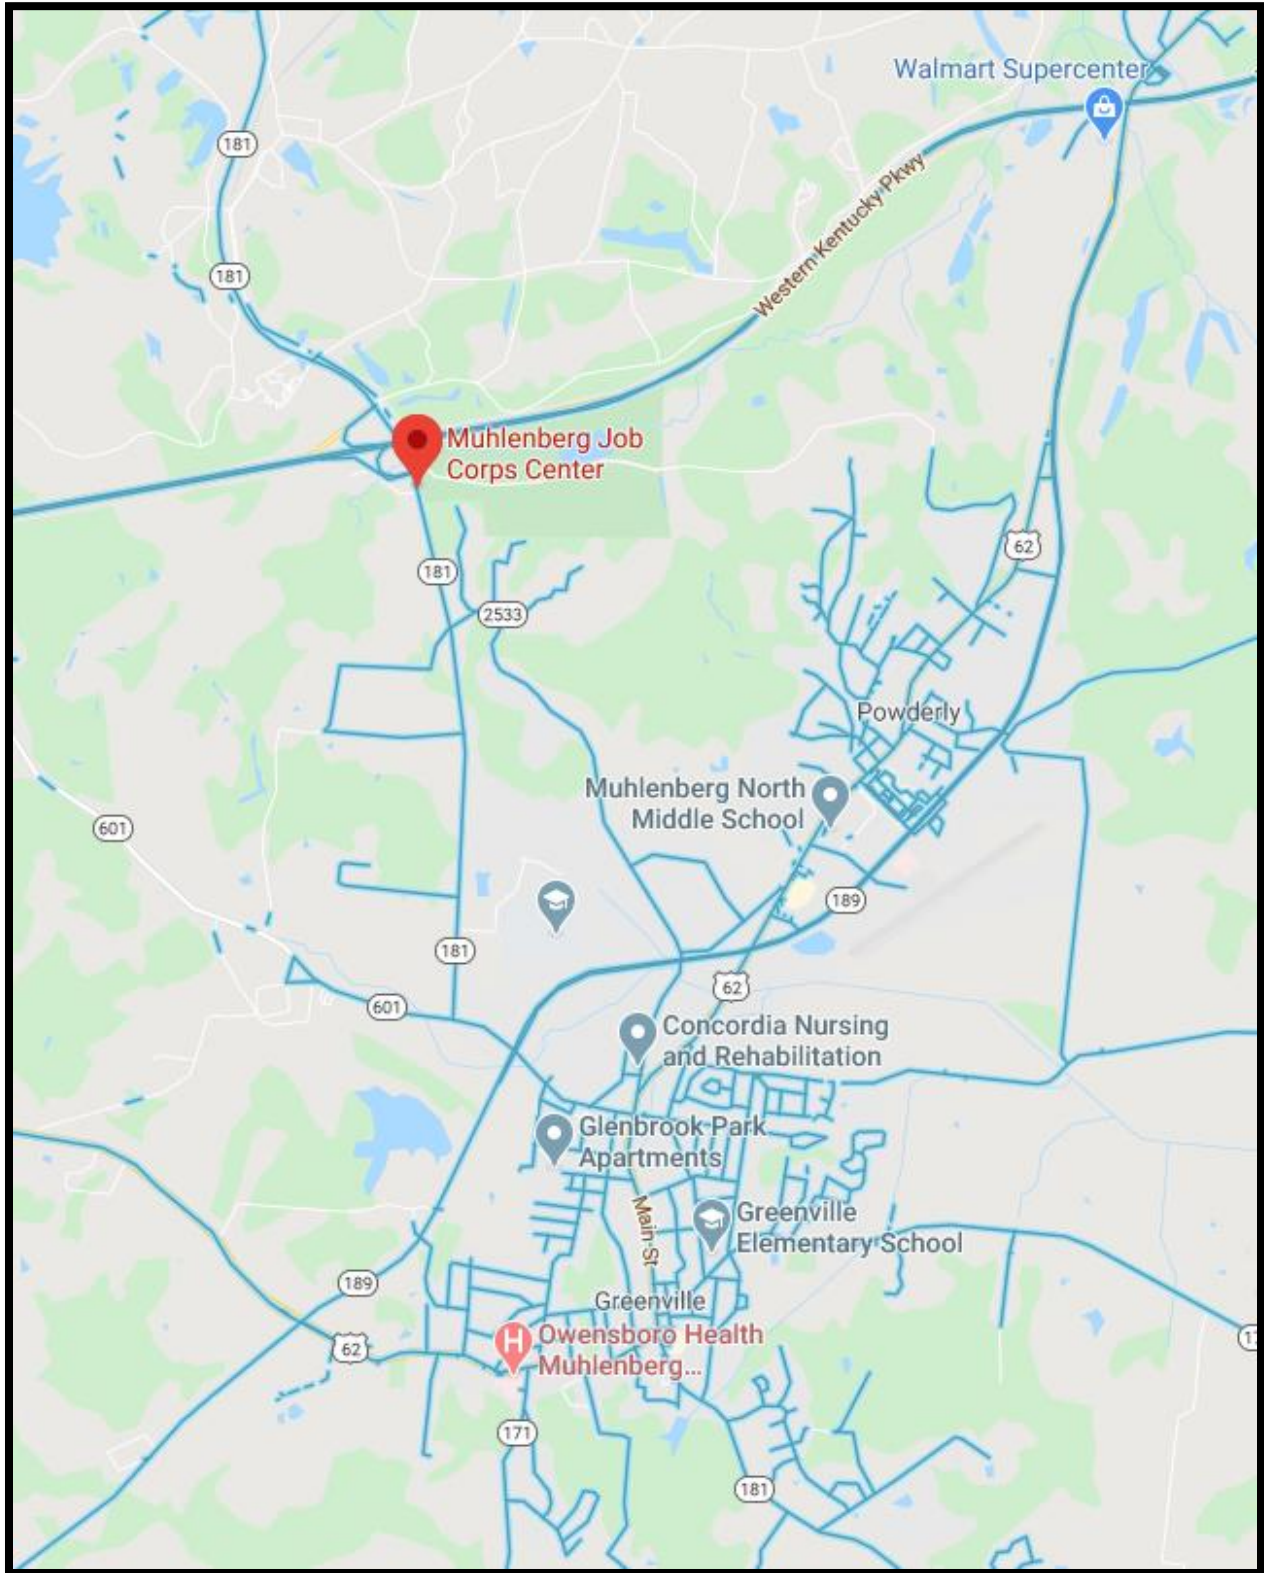 Walmart Supercenter
181
Western Kentucky Pkwy
181
Muhlenberg Job
Corps Center
62
181
2533
Powderly
Muhlenberg North
Middle School
601
189
181
62
601
Concordia Nursing
and Rehabilitation
Glenbrook Park
Apartments
Main St
Greenville
Elementary School
189
Greenville
62
H
Owensboro Health
Muhlenberg...
171
181